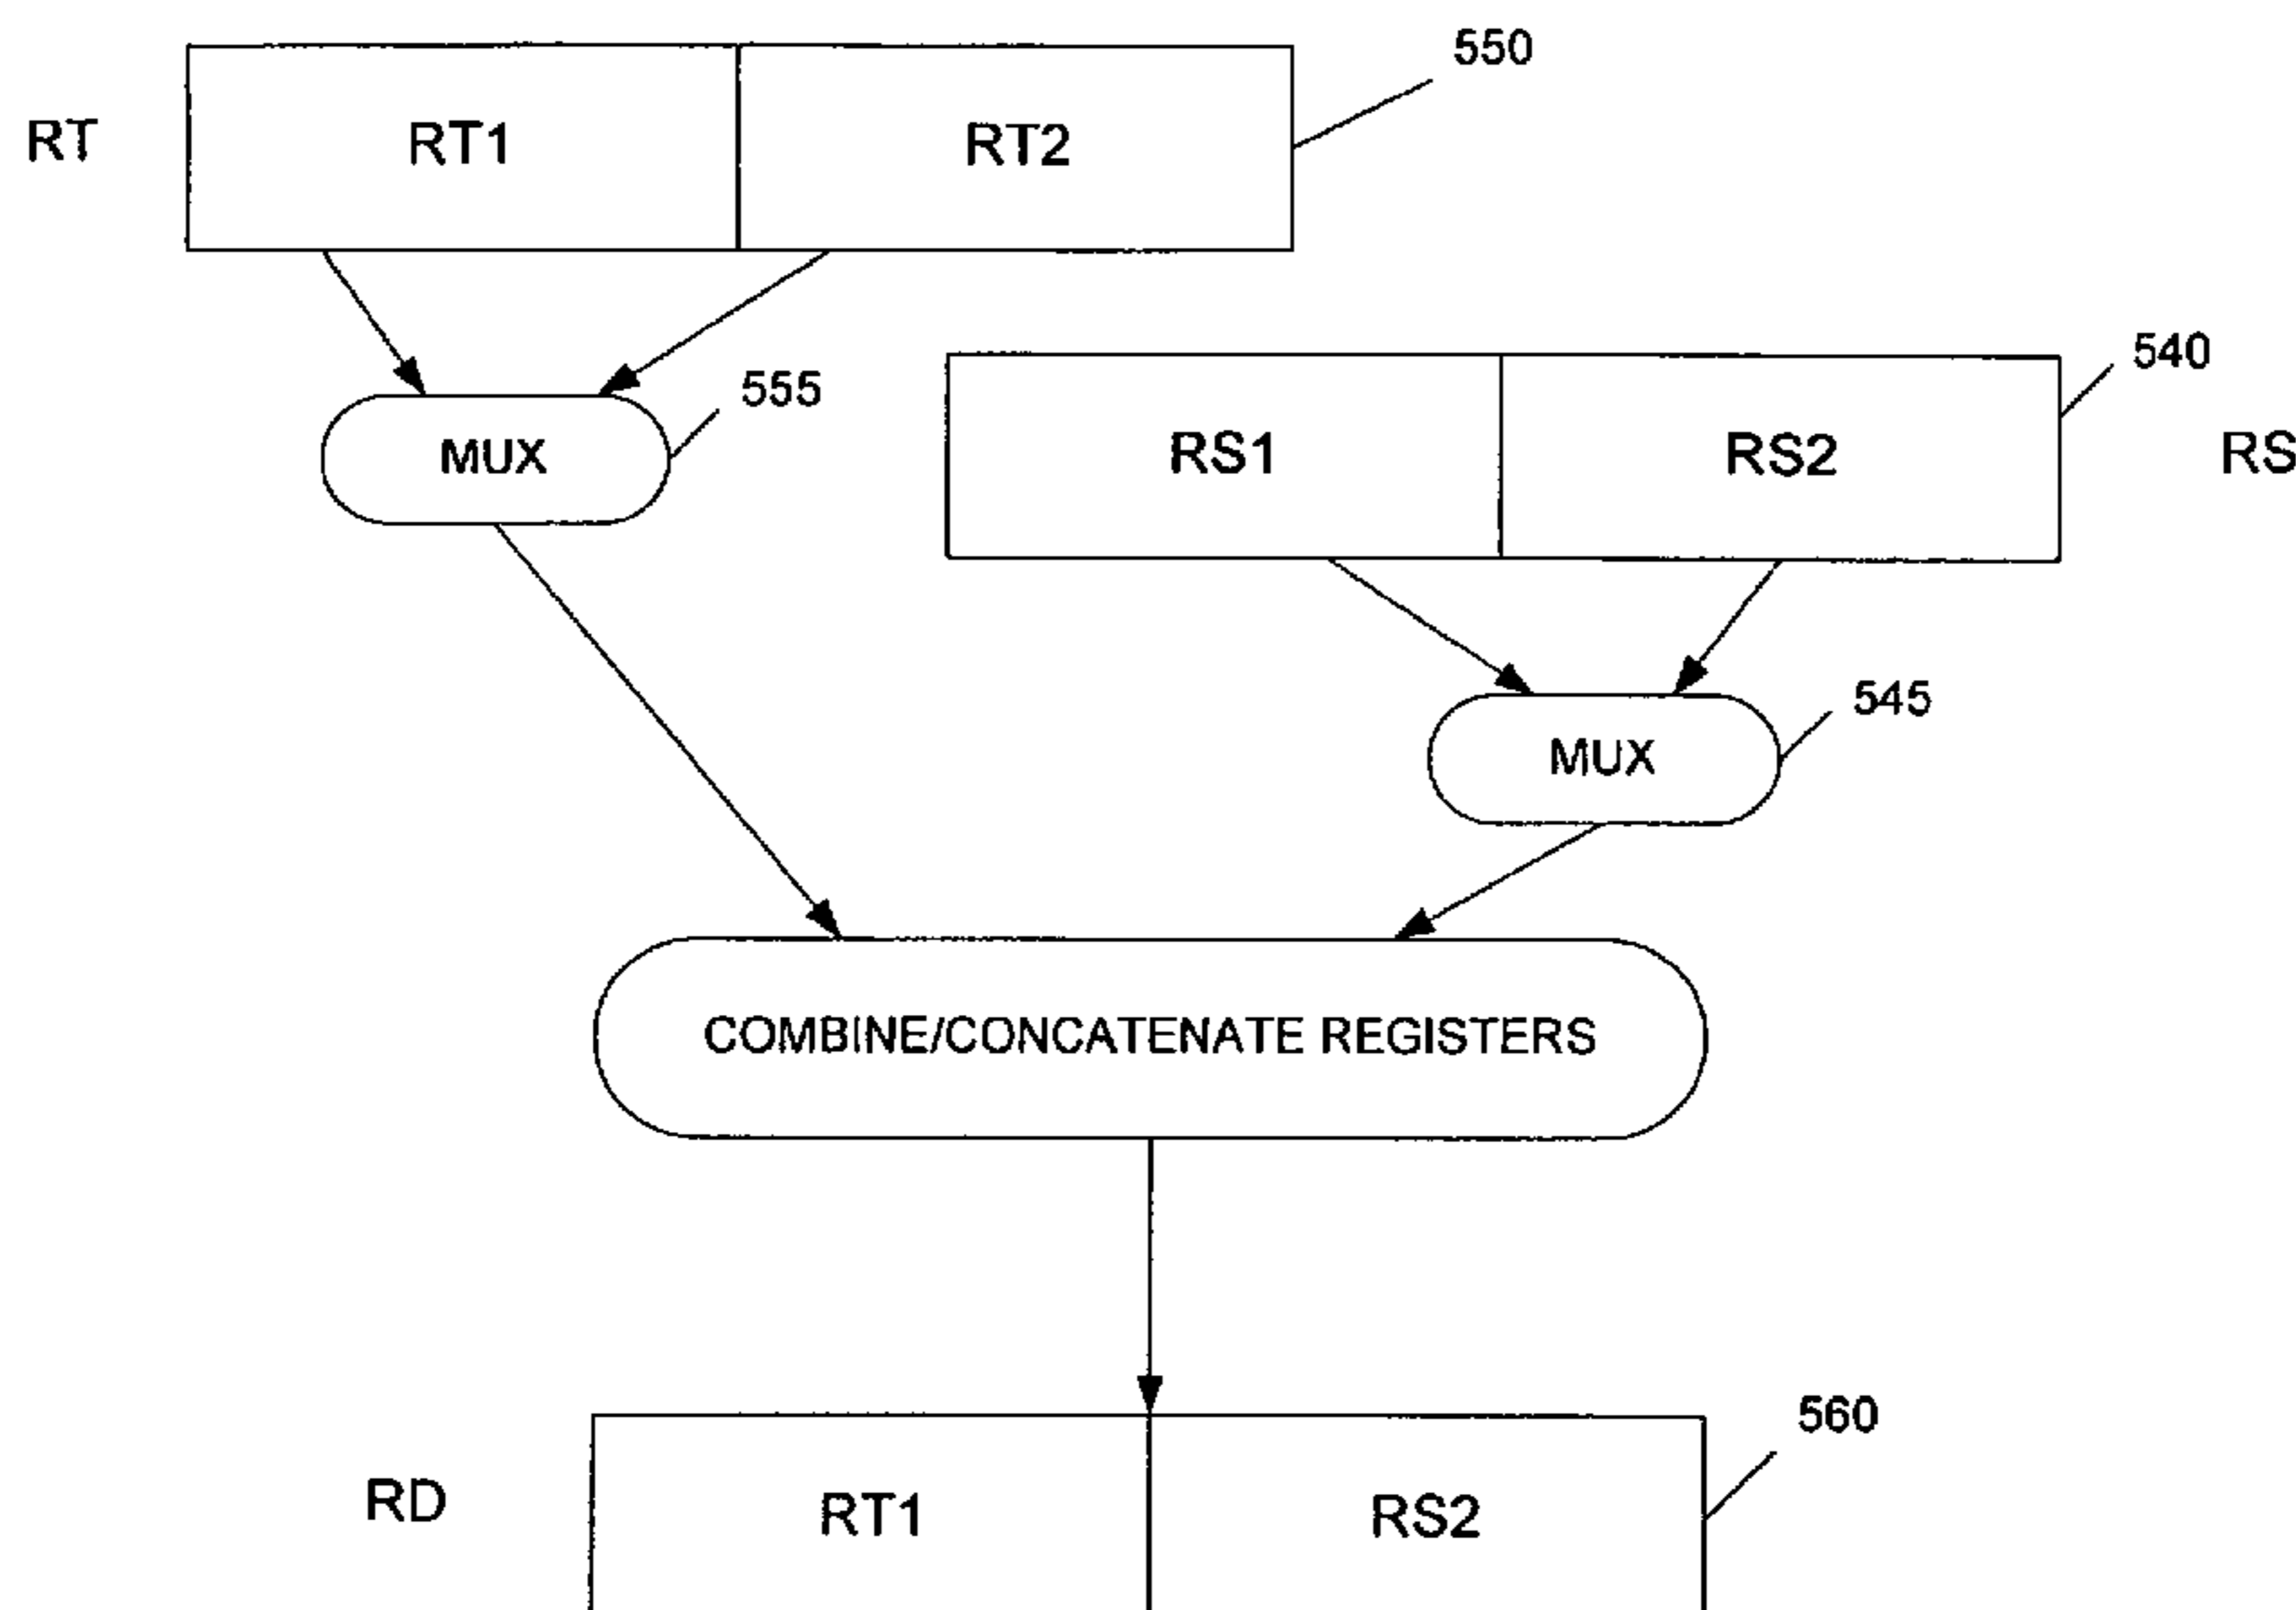 550
RT
RT1
RT2
540
555
MUX
RS1
RS2
RS
545
MUX
COMBINE/CONCATENATE REGISTERS
560
RD
RT1
RS2